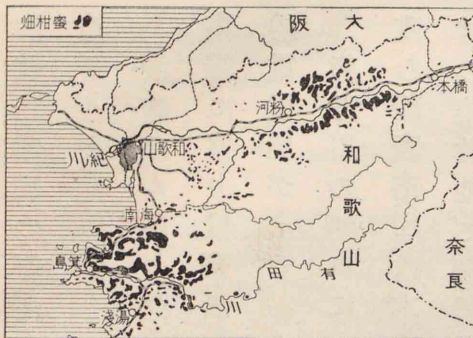 畑柑蜜
阪大
本橋
河粉
川ノ紀
山歌和
和歌山
南海
奈良
島箕
田有
川
淺湯